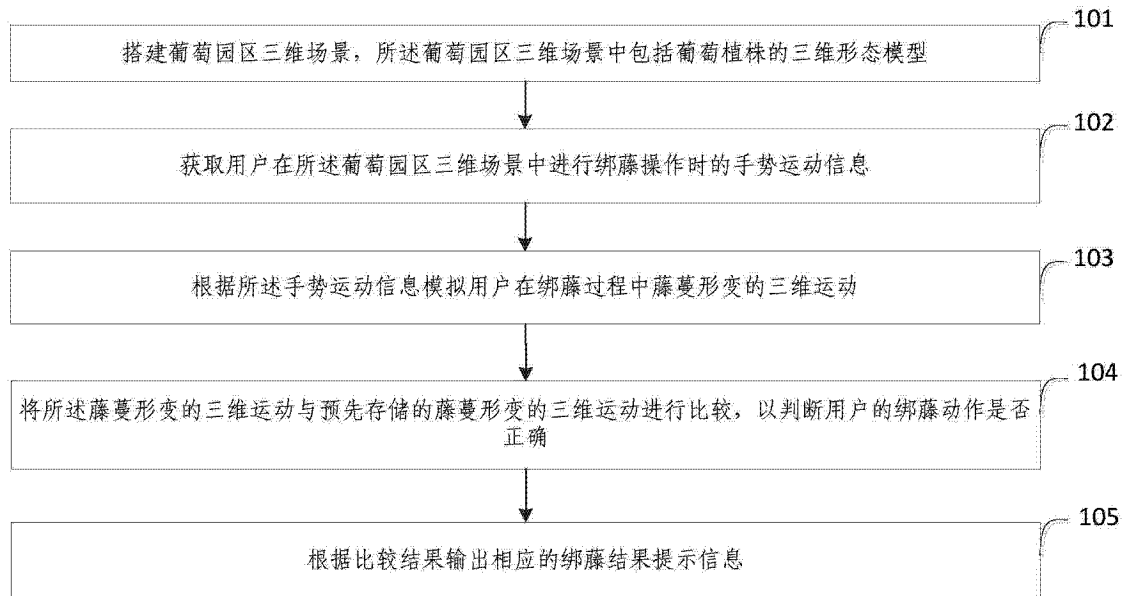 101
搭建葡萄园区三维场景，所述葡萄园区三维场景中包括葡萄植株的三维形态模型
102
获取用户在所述葡萄园区三维场景中进行绑藤操作时的手势运动信息
103
根据所述手势运动信息模拟用户在绑藤过程中藤蔓形变的三维运动
104
将所述藤蔓形变的三维运动与预先存储的藤蔓形变的三维运动进行比较，以判断用户的绑藤动作是否
正确
105
根据比较结果输出相应的绑藤结果提示信息